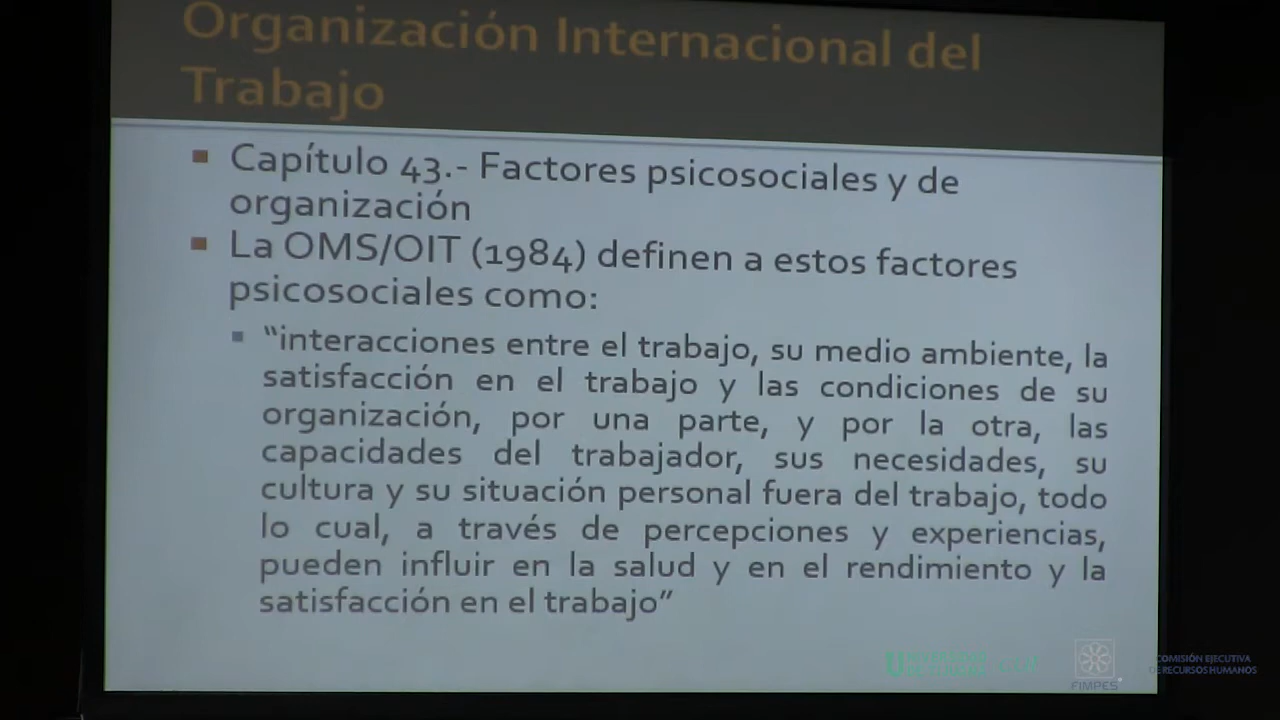 Organización Internacional del
Trabajo
Capítulo 43.- Factores psicosociales y de
organización
La OMS/OIT (1984) definen a estos factores
psicosociales como:
“interacciones entre el trabajo, su medio ambiente, la
satisfacción en el trabajo y las condiciones de su
organización, por una parte, y por la otra, las
capacidades del trabajador, sus necesidades, su
cultura y su situación personal fuera del trabajo, todo
lo cual, a través de percepciones y experiencias,
pueden influir en la salud y en el rendimiento y la
satisfacción en el trabajo”
FIMPES
COMISIÓN EJECUTIVA
DE RECURSOS HUMANOS